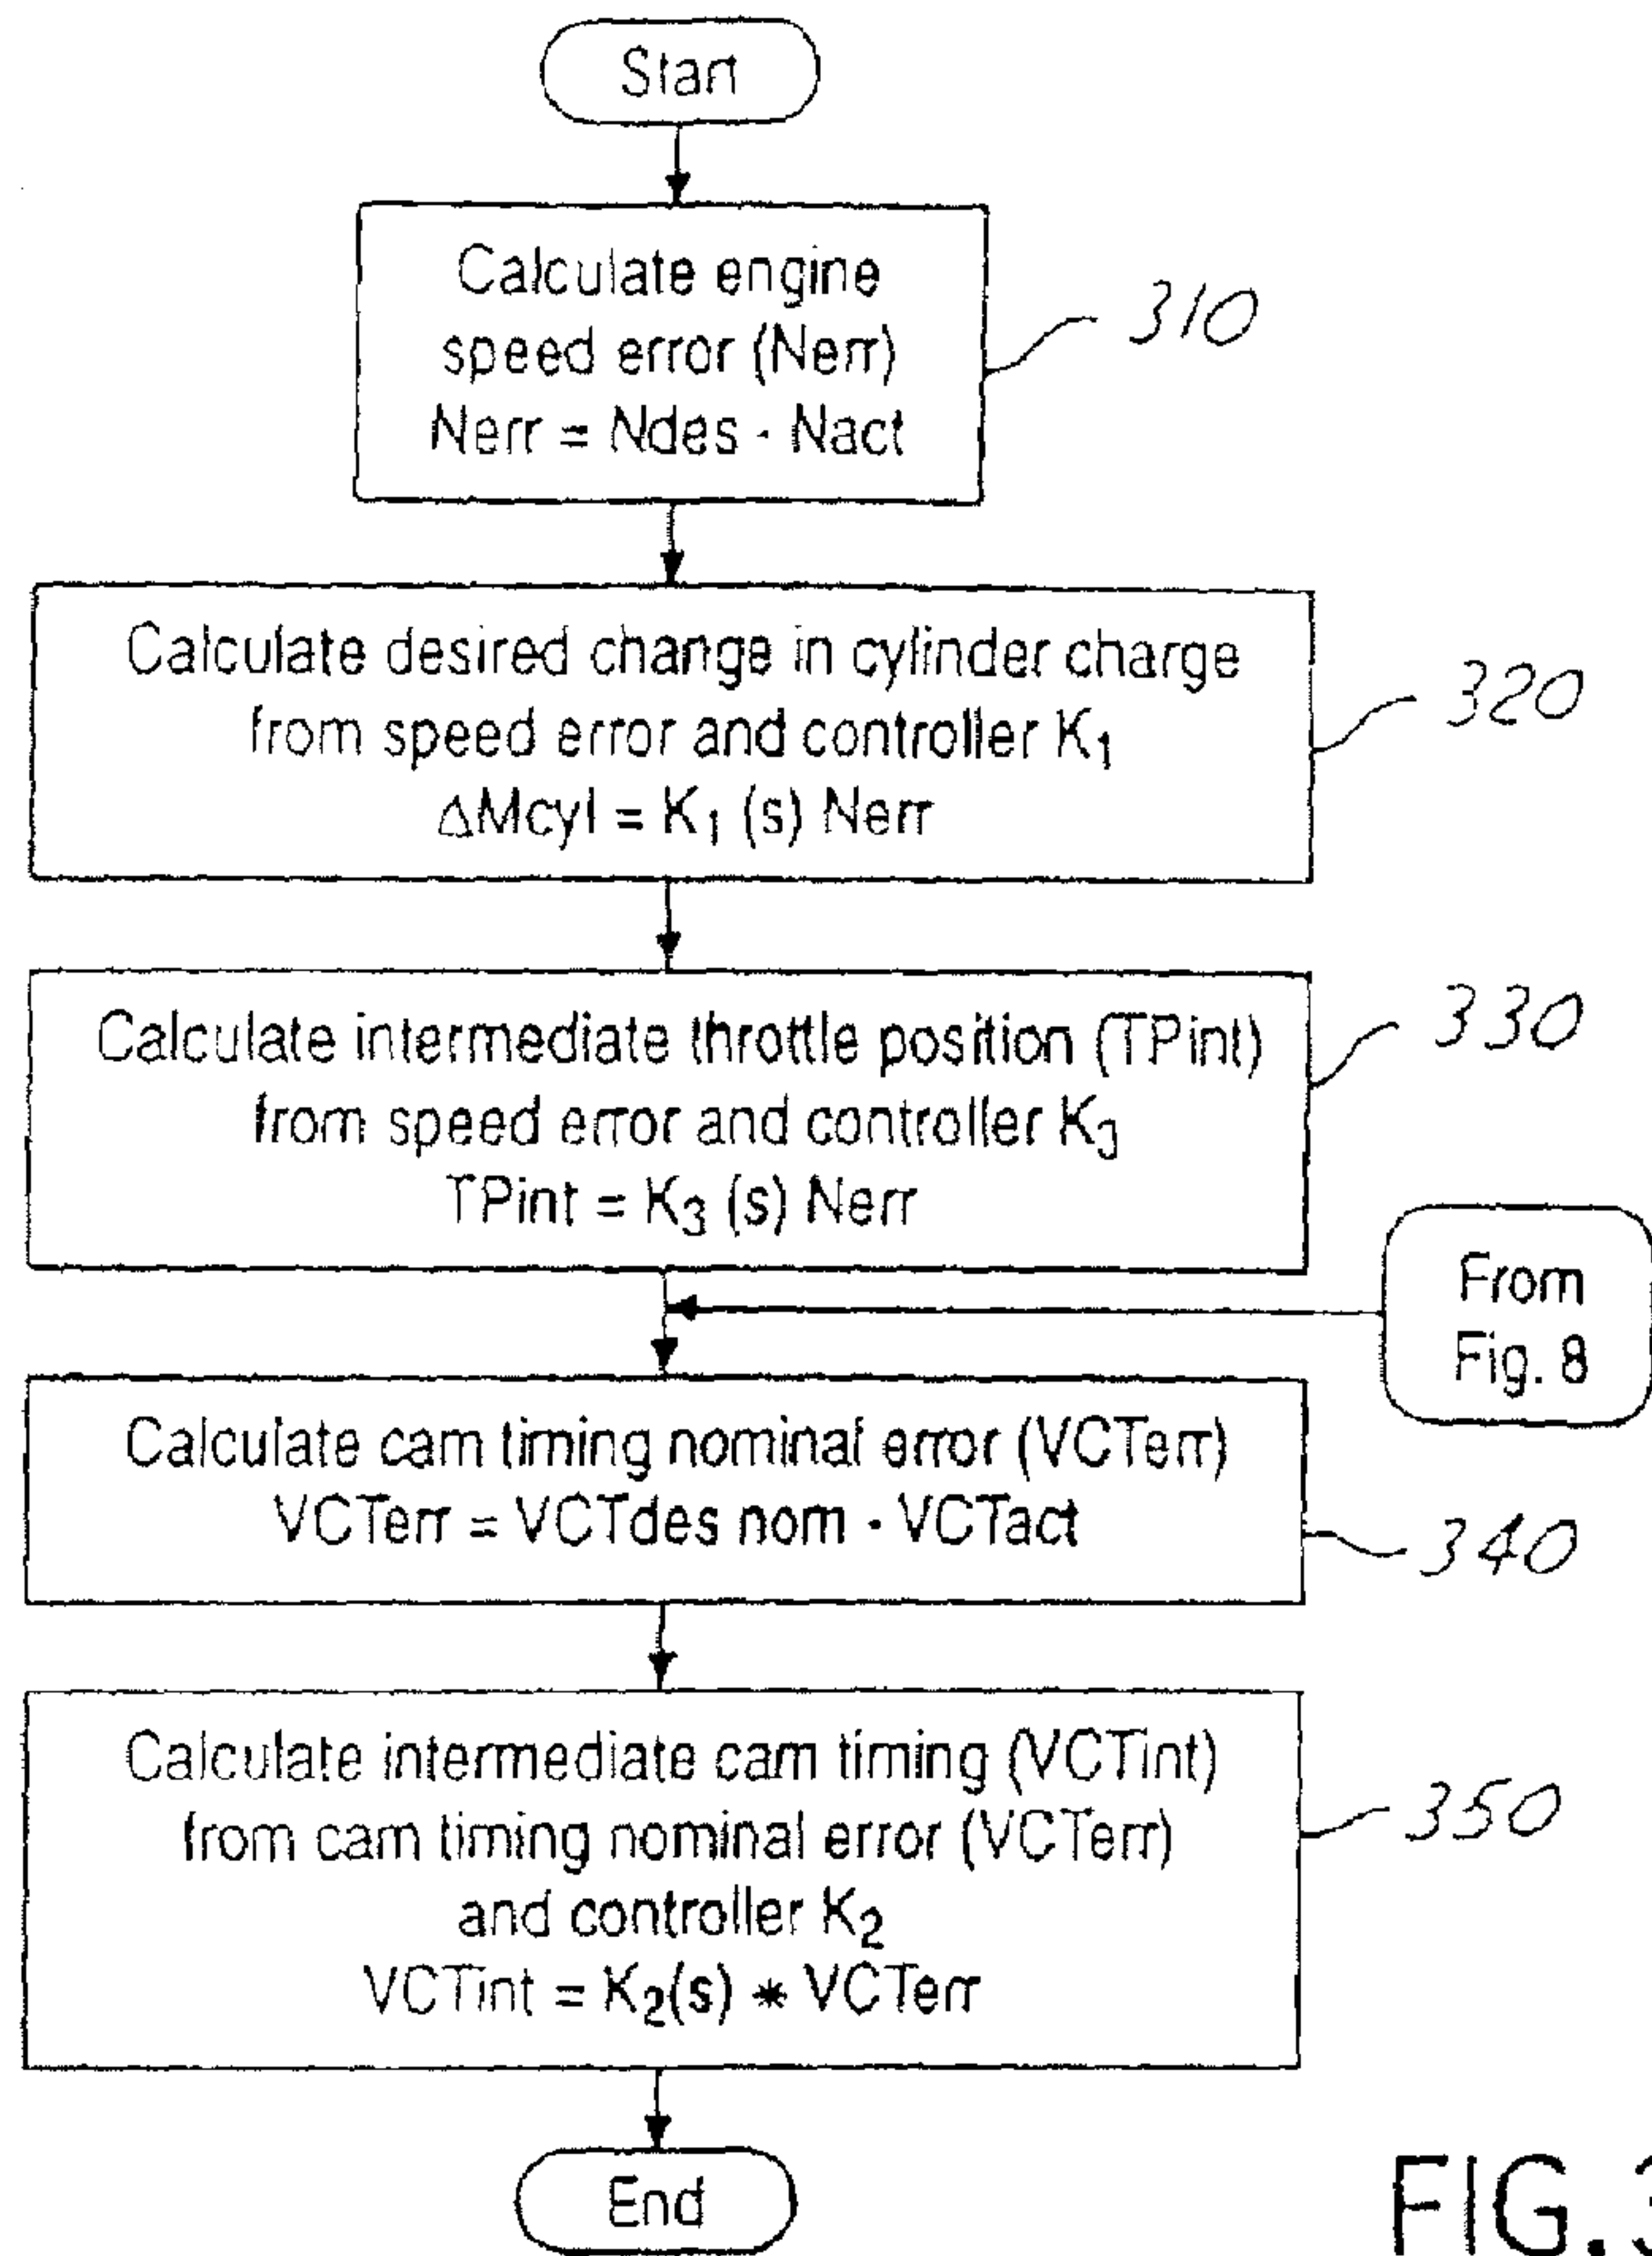 Start
Calculate engine
speed error (Nerr)
Nerr = Ndes - Nact
310
Calculate desired change in cylinder charge
from speed error and controller K₁
ΔMcyl = K₁ (s) Nerr
320
Calculate intermediate throttle position (TPint)
from speed error and controller K₃
TPint = K₃ (s) Nerr
330
From
Fig. 8
Calculate cam timing nominal error (VCTerr)
VCTerr = VCTdes nom - VCTact
340
Calculate intermediate cam timing (VCTint)
from cam timing nominal error (VCTerr)
and controller K₂
VCTint = K₂(s) * VCTerr
350
End
FIG. 3